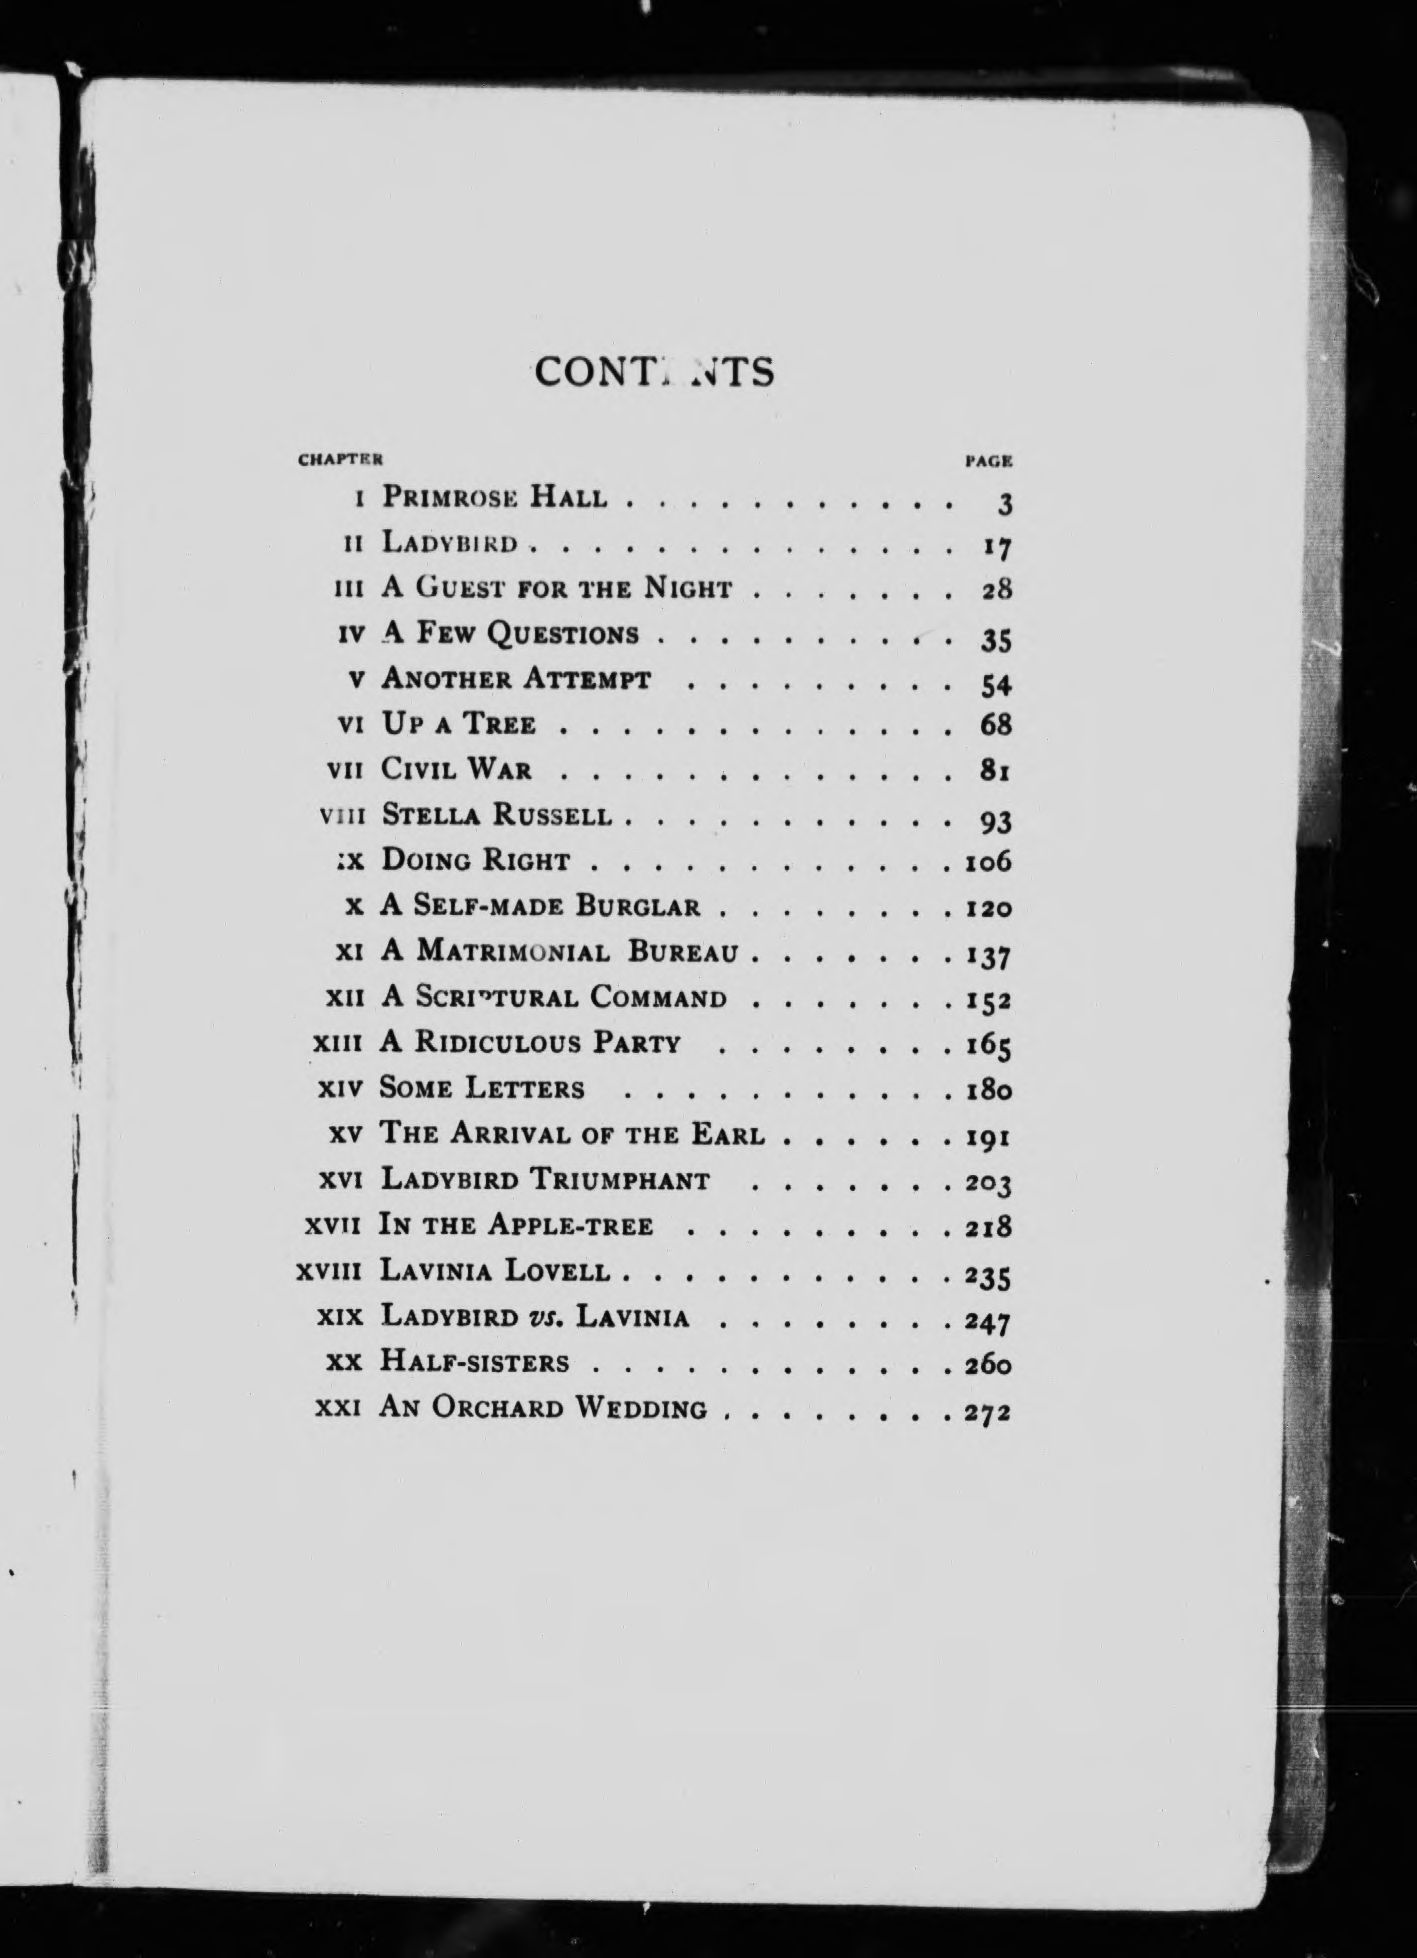 CONTENTS
CHAPTER PAGE
I PRIMROSE HALL . . . . . . . . . . . 3
II LADYBIRD . . . . . . . . . . . . . . 17
III A GUEST FOR THE NIGHT . . . . . . . 28
IV A FEW QUESTIONS . . . . . . . . . . 35
V ANOTHER ATTEMPT . . . . . . . . . 54
VI UP A TREE . . . . . . . . . . . . . 68
VII CIVIL WAR . . . . . . . . . . . . . 81
VIII STELLA RUSSELL . . . . . . . . . . . 93
IX DOING RIGHT . . . . . . . . . . . . 106
X A SELF-MADE BURGLAR . . . . . . . . 120
XI A MATRIMONIAL BUREAU . . . . . . . 137
XII A SCRIPTURAL COMMAND . . . . . . . 152
XIII A RIDICULOUS PARTY . . . . . . . . 165
XIV SOME LETTERS . . . . . . . . . . . 180
XV THE ARRIVAL OF THE EARL . . . . . . 191
XVI LADYBIRD TRIUMPHANT . . . . . . . 203
XVII IN THE APPLE-TREE . . . . . . . . . 218
XVIII LAVINIA LOVELL . . . . . . . . . . . 235
XIX LADYBIRD vs. LAVINIA . . . . . . . . 247
XX HALF-SISTERS . . . . . . . . . . . . 260
XXI AN ORCHARD WEDDING . . . . . . . . 272